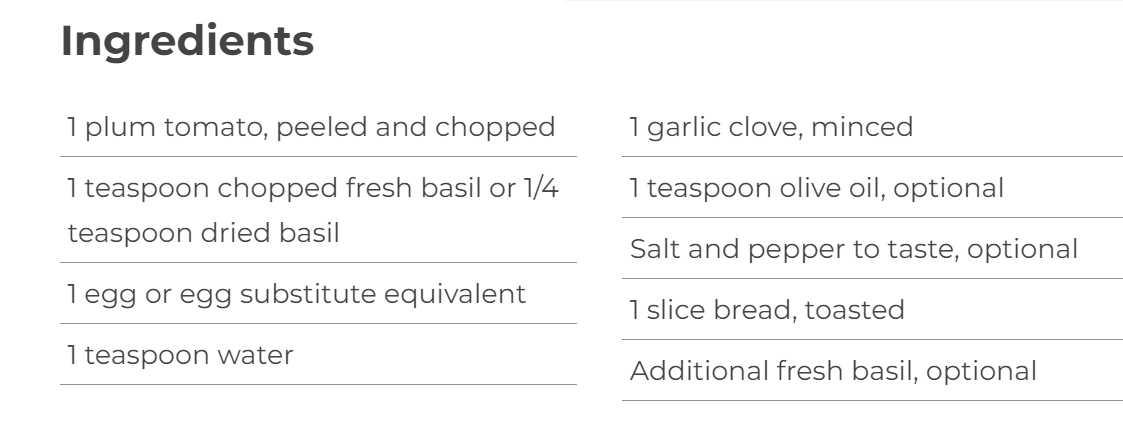 Ingredients
1 plum tomato, peeled and chopped
1 teaspoon chopped fresh basil or 1/4
teaspoon dried basil
1 egg or egg substitute equivalent
1 teaspoon water
1 garlic clove, minced
1 teaspoon olive oil, optional
Salt and pepper to taste, optional
1 slice bread, toasted
Additional fresh basil, optional